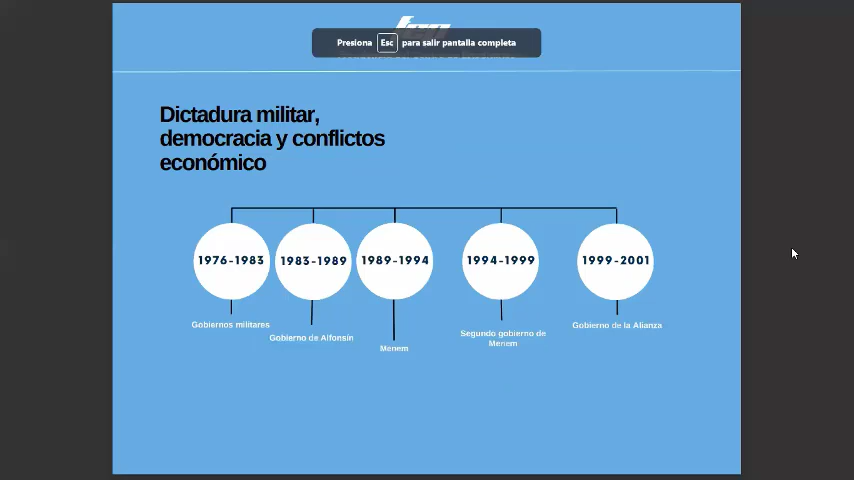 Presiona Esc para salir pantalla completa
Dictadura militar,
democracia y conflictos
económico
1976-1983
1983-1989
1989-1994
1994-1999
1999-2001
Gobiernos militares
Gobierno de Alfonsín
Menem
Segundo gobierno de
Menem
Gobierno de la Alianza